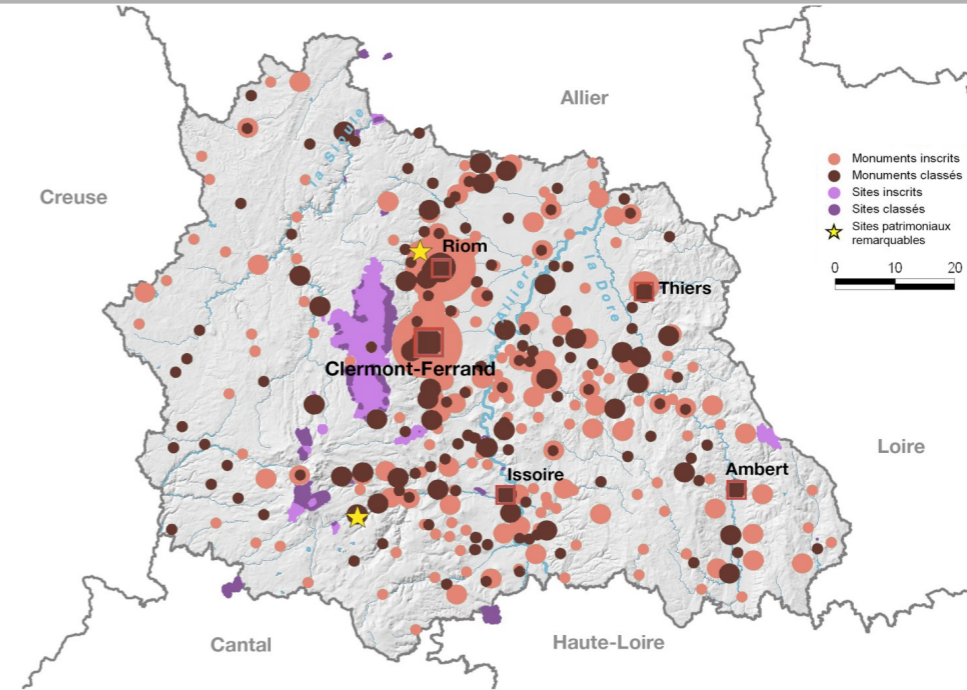 Allier
Creuse
la Sioule
Monuments inscrits
Monuments classés
Sites inscrits
Sites classés
Sites patrimoniaux
remarquables
0 10 20
Riom
Allier
la Dore
Thiers
Clermont-Ferrand
Loire
Issoire
Ambert
Cantal
Haute-Loire